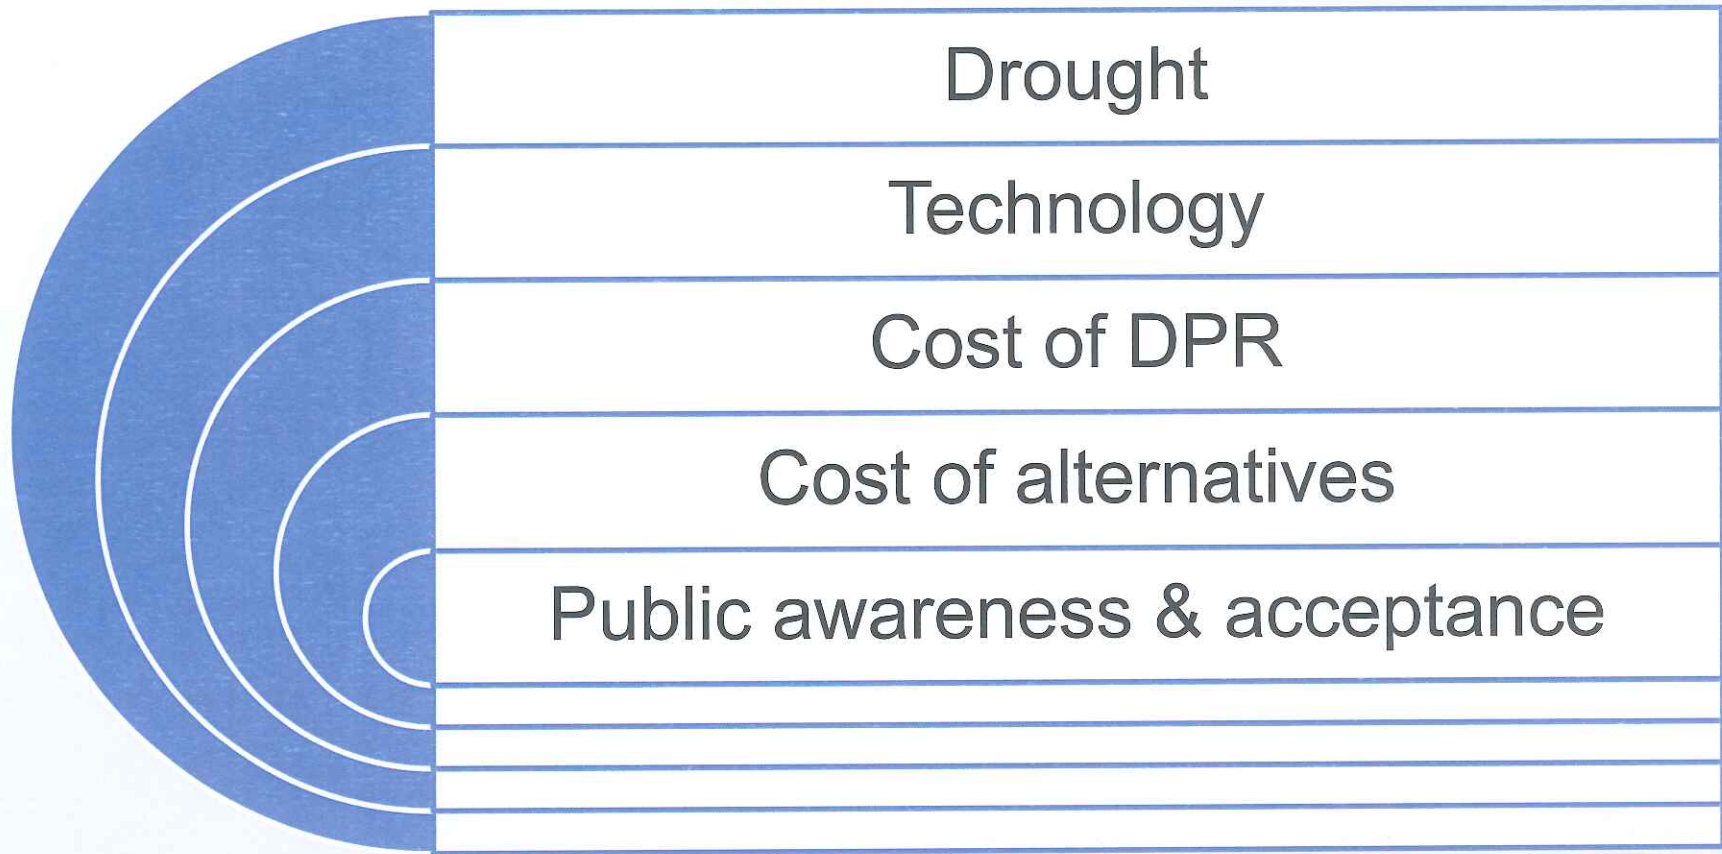 Drought
Technology
Cost of DPR
Cost of alternatives
Public awareness & acceptance